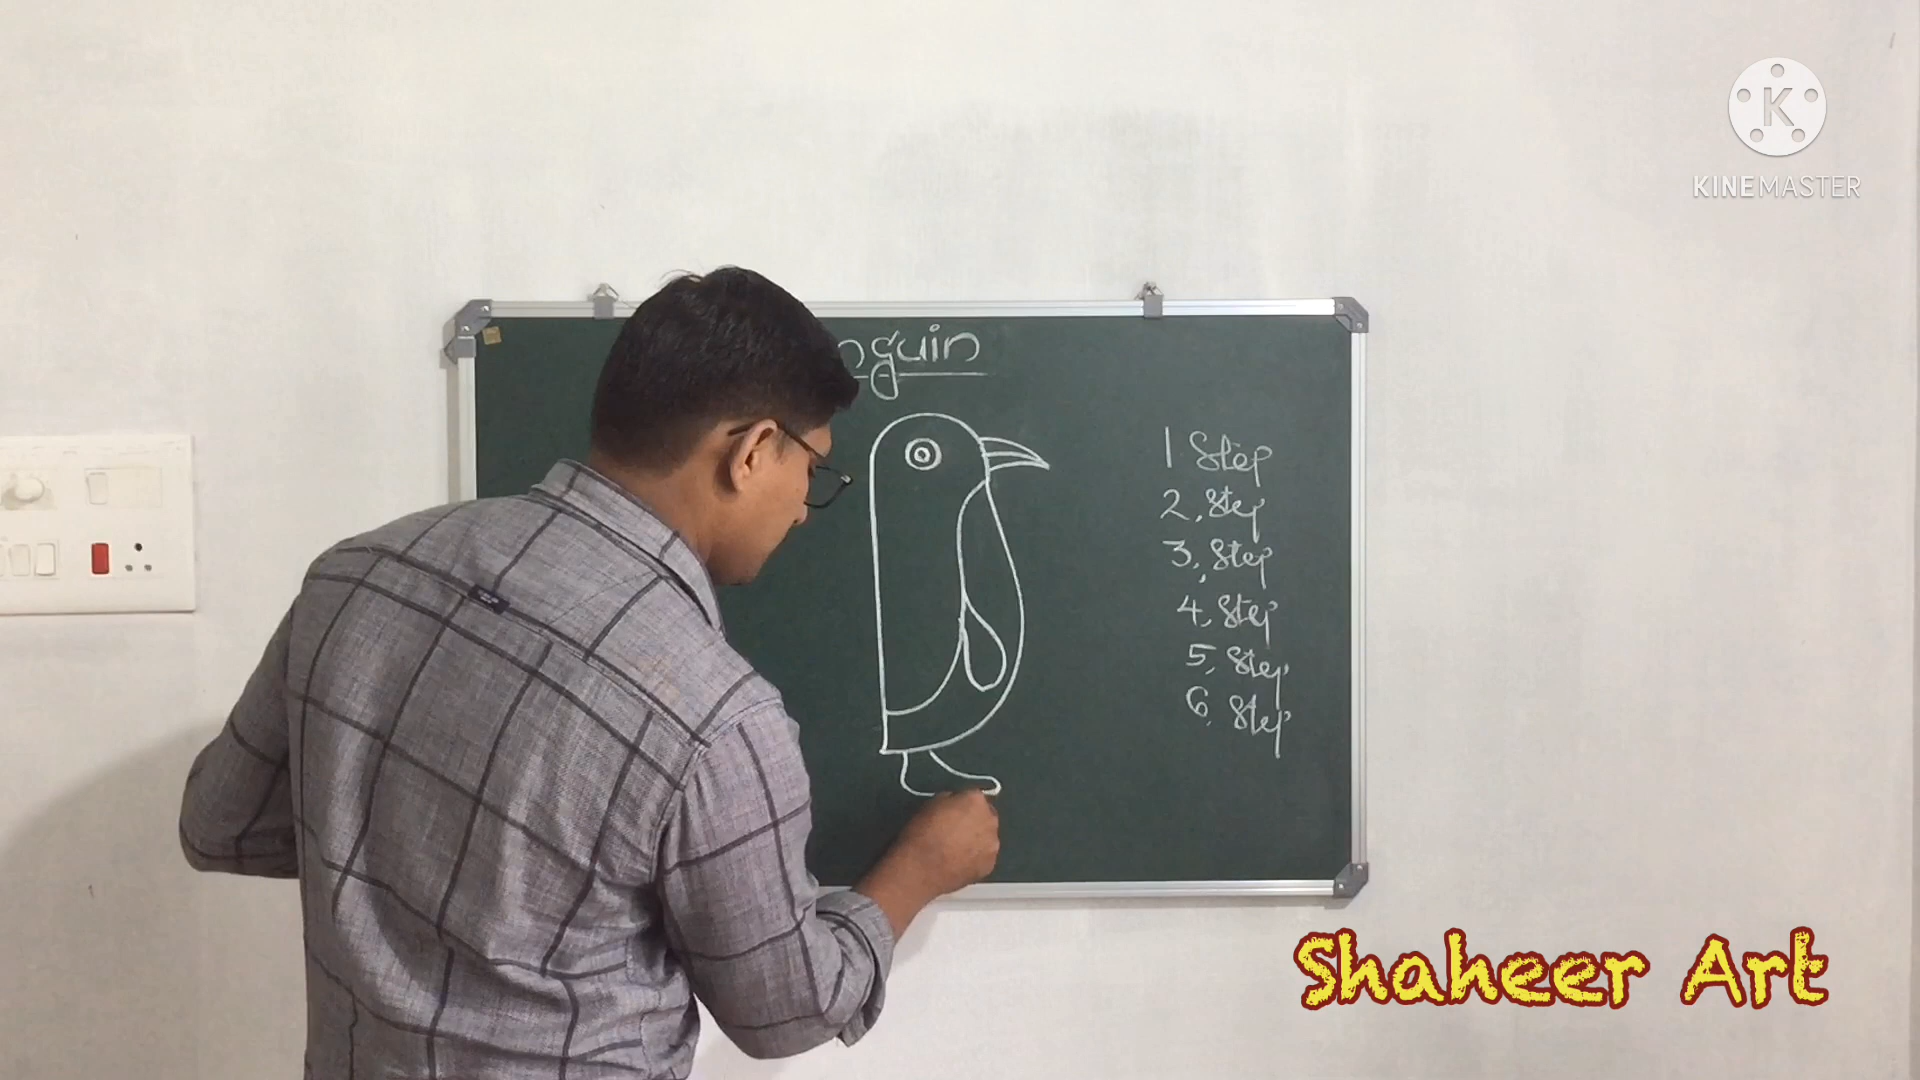 KINEMASTER
nguin
1. Step
2, Step
3, Step
4, Step
5, Step
6, Step
Shaheer Art